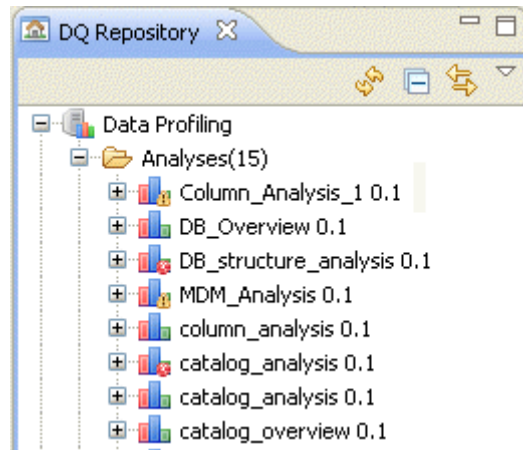 DQ Repository
Data Profiling
Analyses(15)
Column_Analysis_1 0.1
DB_Overview 0.1
DB_structure_analysis 0.1
MDM_Analysis 0.1
column_analysis 0.1
catalog_analysis 0.1
catalog_analysis 0.1
catalog_overview 0.1